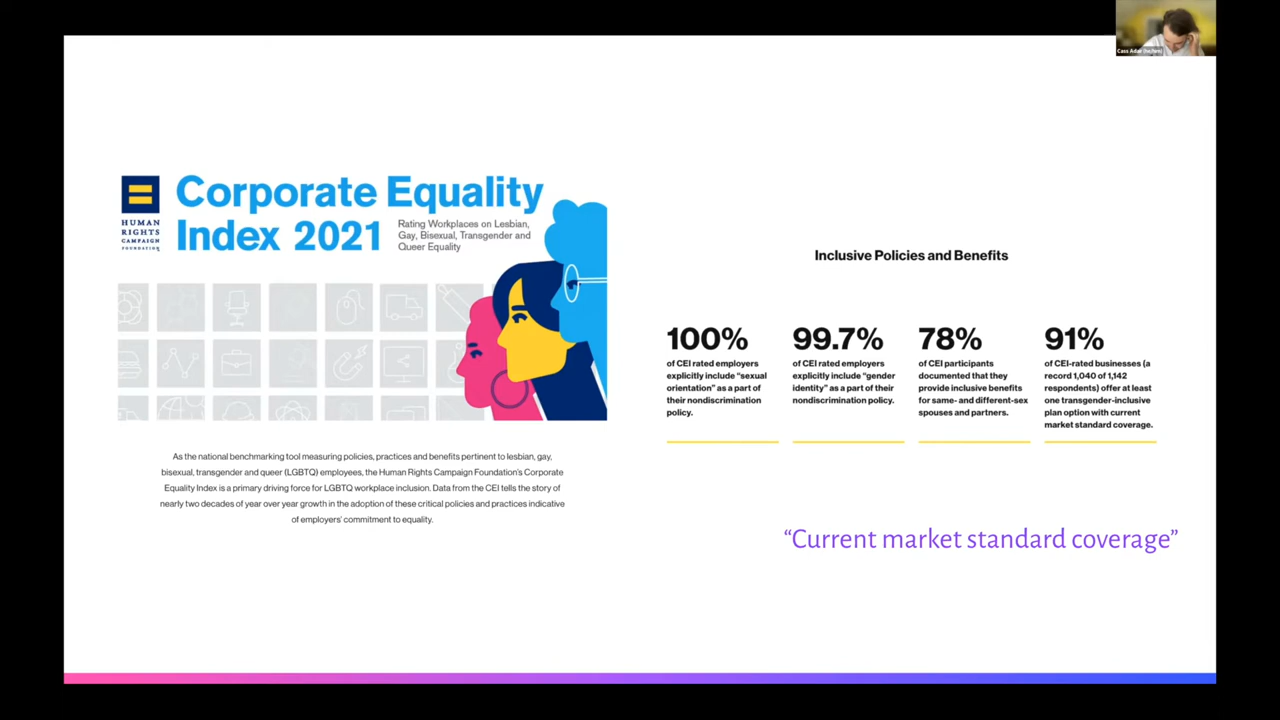 Cass Adair (he/him)
Corporate Equality
Index 2021
Rating Workplaces on Lesbian,
Gay, Bisexual, Transgender and
Queer Equality
HUMAN
RIGHTS
CAMPAIGN
FOUNDATION
As the national benchmarking tool measuring policies, practices and benefits pertinent to lesbian, gay,
bisexual, transgender and queer (LGBTQ) employees, the Human Rights Campaign Foundation's Corporate
Equality Index is a primary driving force for LGBTQ workplace inclusion. Data from the CEI tells the story of
nearly two decades of year over year growth in the adoption of these critical policies and practices indicative
of employers' commitment to equality.
Inclusive Policies and Benefits
100%
of CEI rated employers
explicitly include “sexual
orientation” as a part of
their nondiscrimination
policy.
99.7%
of CEI rated employers
explicitly include “gender
identity” as a part of their
nondiscrimination policy.
78%
of CEI participants
documented that they
provide inclusive benefits
for same- and different-sex
spouses and partners.
91%
of CEI-rated businesses (a
record 1,040 of 1,142
respondents) offer at least
one transgender-inclusive
plan option with current
market standard coverage.
“Current market standard coverage”